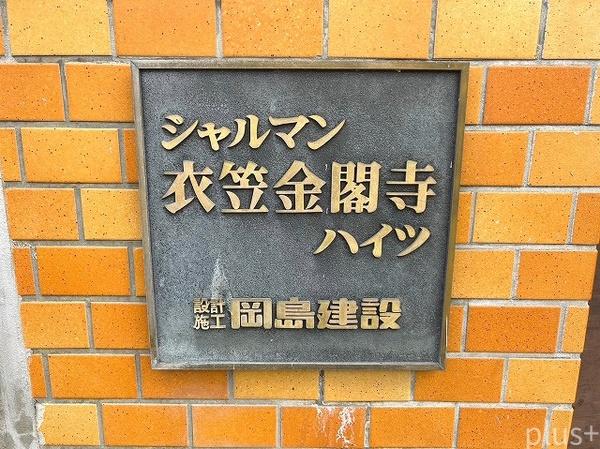 シャルマン
衣笠金閣寺
ハイツ
設計
施工 岡島建設
plus+